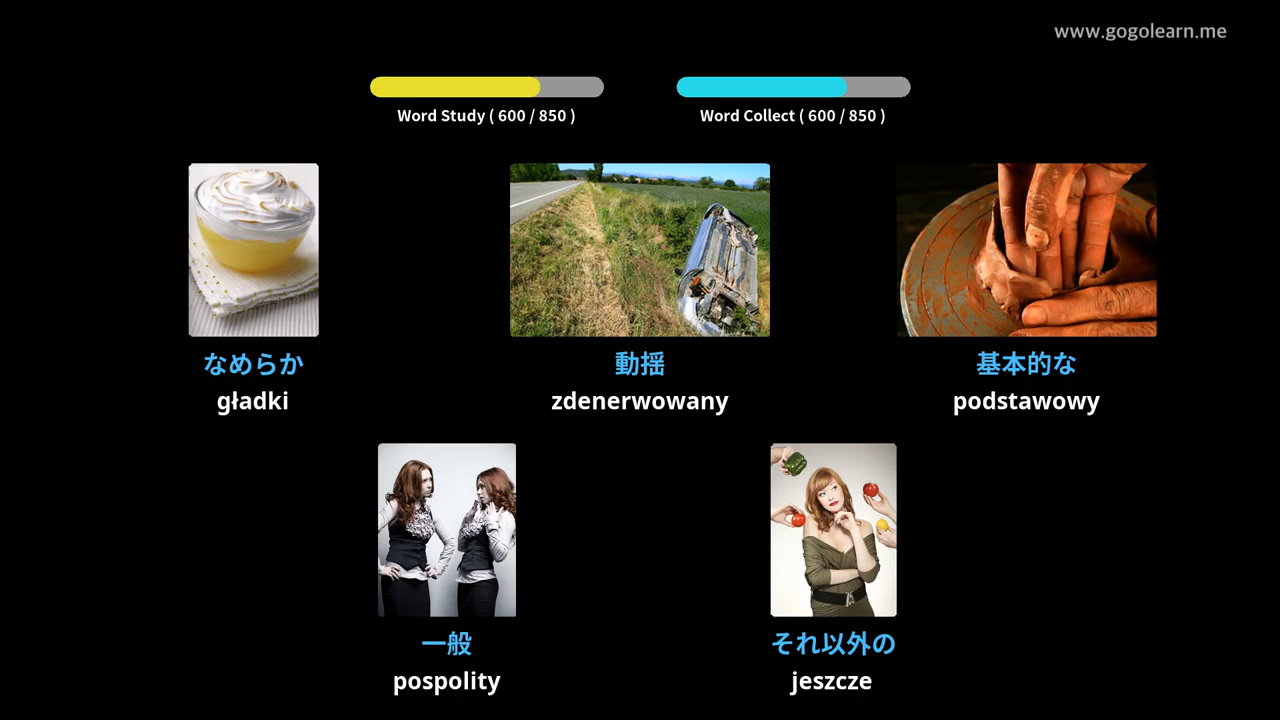 www.gogolearn.me
Word Study ( 600 / 850 )
Word Collect ( 600 / 850 )
なめらか
gładki
動揺
zdenerwowany
基本的な
podstawowy
一般
pospolity
それ以外の
jeszcze